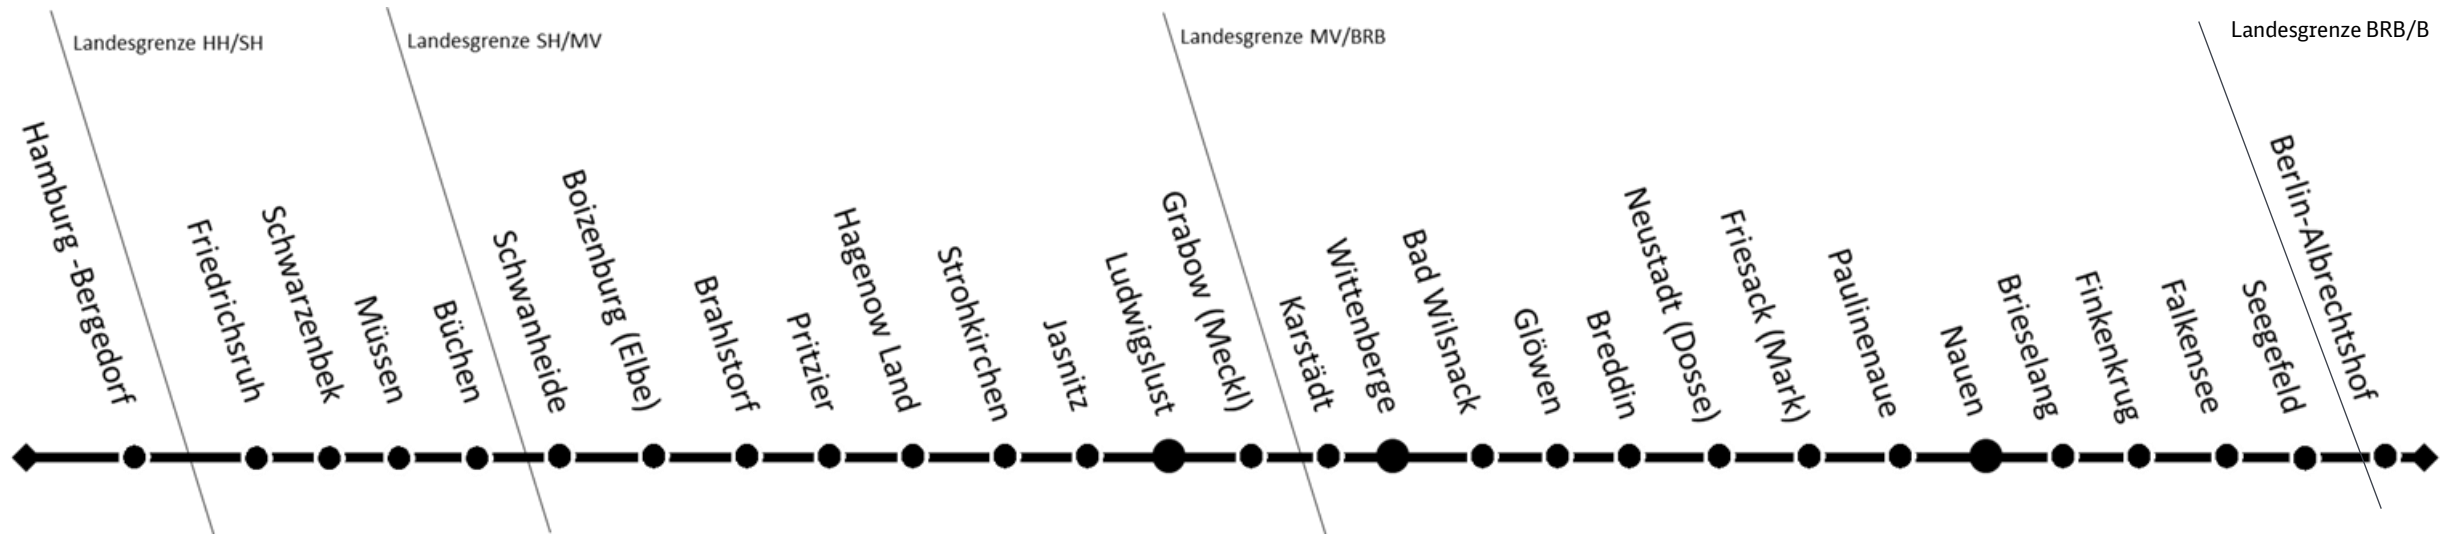 Landesgrenze HH/SH
Landesgrenze SH/MV
Landesgrenze MV/BRB
Landesgrenze BRB/B
Hamburg -Bergedorf
Friedrichsruh
Schwarzenbek
Müssen
Büchen
Schwanheide
Boizenburg (Elbe)
Brahlstorf
Pritzier
Hagenow Land
Strohkirchen
Jasnitz
Ludwigslust
Grabow (Meckl)
Karstädt
Wittenberge
Bad Wilsnack
Glöwen
Breddin
Neustadt (Dosse)
Friesack (Mark)
Paulinenaue
Nauen
Brieselang
Finkenkrug
Falkensee
Seegefeld
Berlin-Albrechtshof